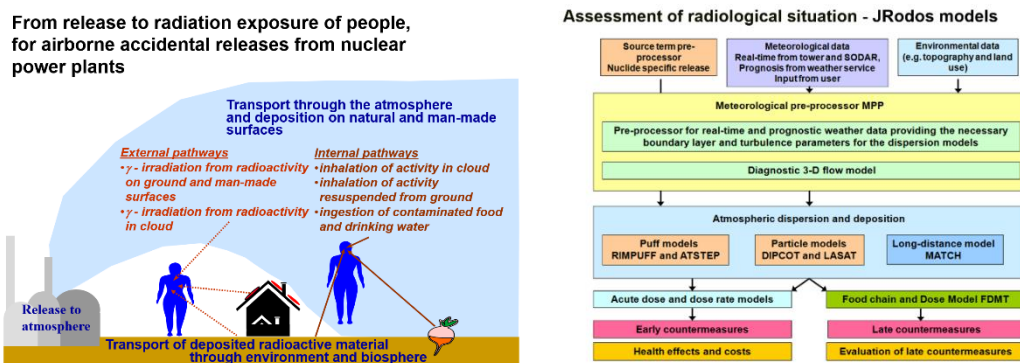 From release to radiation exposure of people,
for airborne accidental releases from nuclear
power plants
Transport through the atmosphere
and deposition on natural and man-made
surfaces
External pathways
•γ - irradiation from radioactivity
on ground and man-made
surfaces
•γ - irradiation from radioactivity
in cloud
Internal pathways
•inhalation of activity in cloud
•inhalation of activity
resuspended from ground
•ingestion of contaminated food
and drinking water
Release to
atmosphere
Transport of deposited radioactive material
through environment and biosphere
Assessment of radiological situation - JRodos models
Source term pre-
processor
Nuclide specific release
Meteorological data
Real-time from tower and SODAR,
Prognosis from weather service
Input from user
Environmental data
(e.g. topography and land
use)
Meteorological pre-processor MPP
Pre-processor for real-time and prognostic weather data providing the necessary
boundary layer and turbulence parameters for the dispersion models
Diagnostic 3-D flow model
Atmospheric dispersion and deposition
Puff models
RIMPUFF and ATSTEP
Particle models
DIPCOT and LASAT
Long-distance model
MATCH
Acute dose and dose rate models
Food chain and Dose Model FDMT
Early countermeasures
Late countermeasures
Health effects and costs
Evaluation of late countermeasures